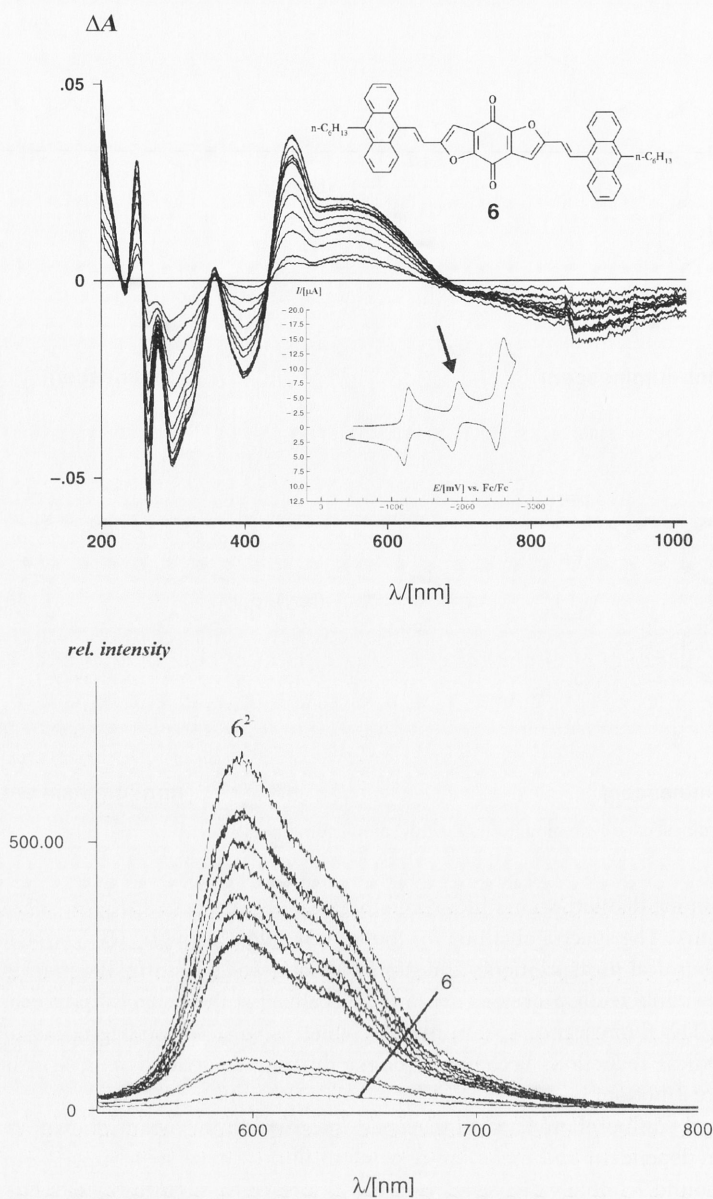 ΔA
.05
0
−.05
200
400
600
800
1000
λ/[nm]
n-C₆H₁₃
O
O
O
O
n-C₆H₁₃
6
I/[µA]
− 20.0
− 17.5
− 15.0
− 12.5
− 10.0
− 7.5
− 5.0
− 2.5
0
2.5
5.0
7.5
10.0
12.5
E/[mV] vs. Fc/Fc⁺
0
−1000
−2000
−3000
rel. intensity
6²⁻
500.00
6
0
600
700
800
λ/[nm]